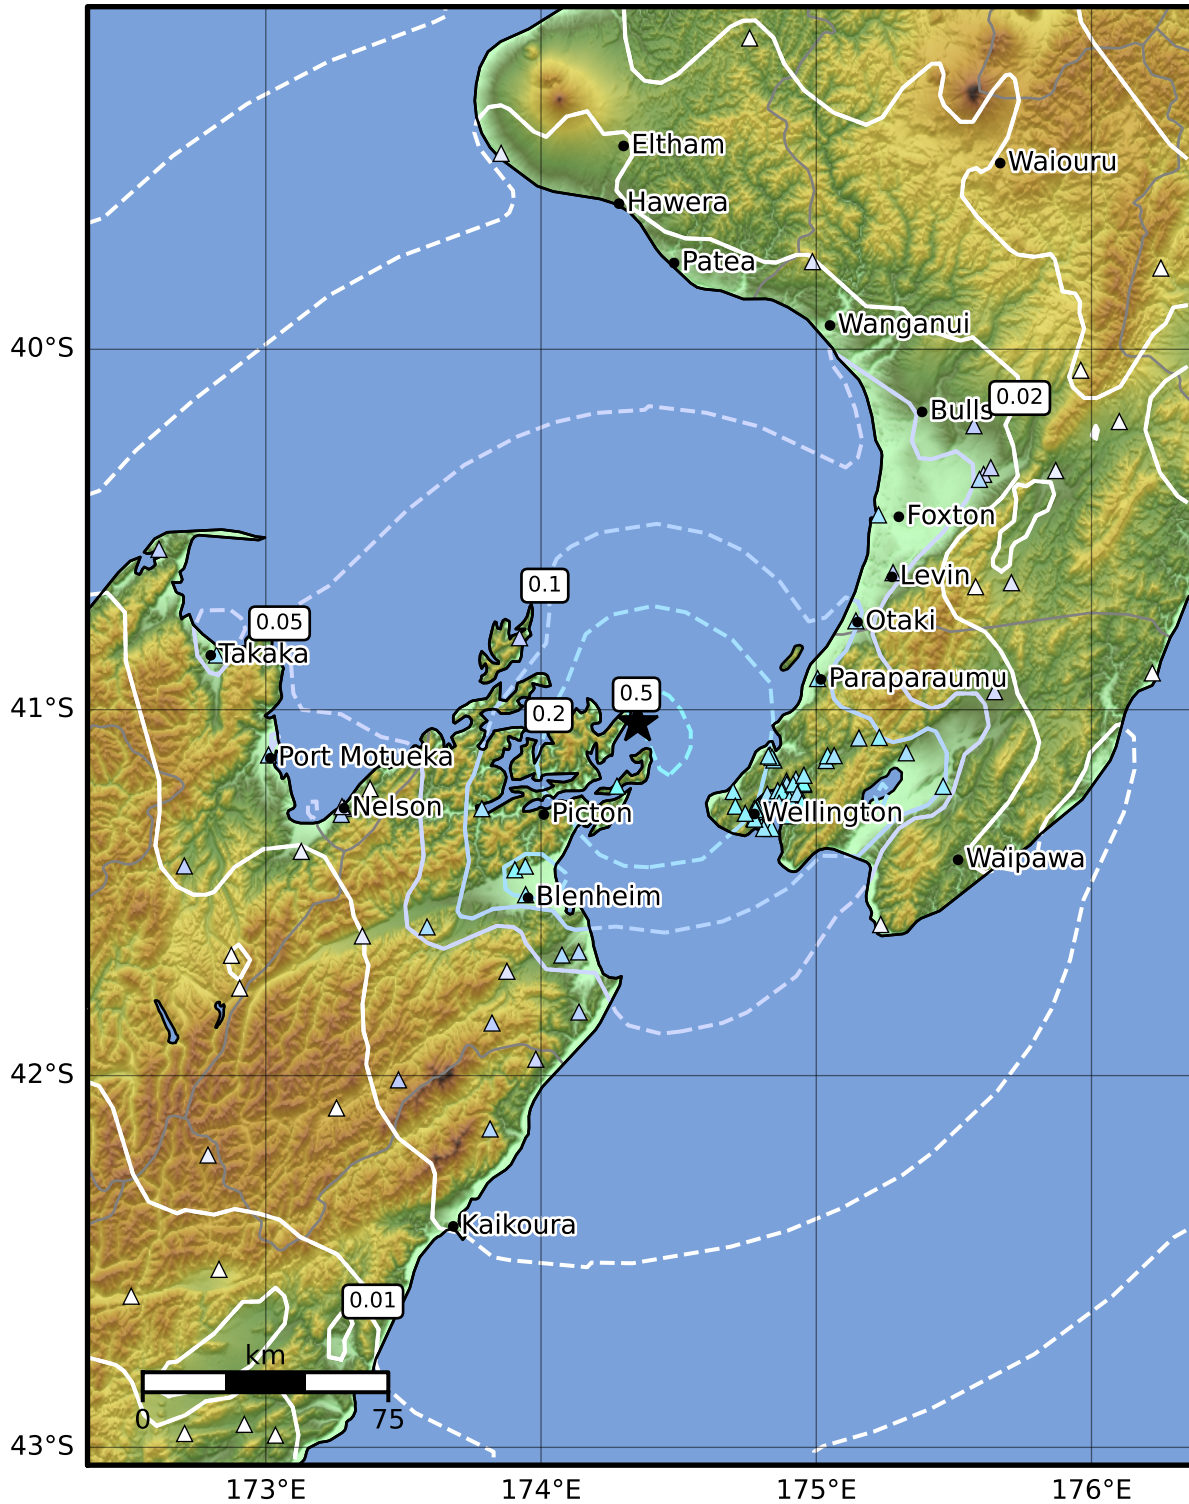 Eltham
Waiouru
Hawera
Patea
Wanganui
40°S
0.02
Bulls
Foxton
Levin
0.1
Otaki
0.05
Takaka
Paraparaumu
0.5
41°S
0.2
Port Motueka
Nelson
Picton
Wellington
Waipawa
Blenheim
42°S
Kaikoura
0.01
km
0
75
43°S
173°E
174°E
175°E
176°E